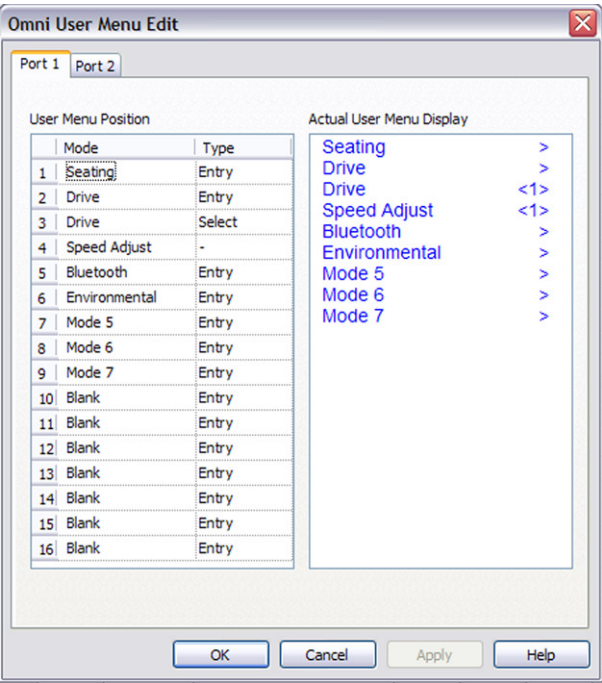 Omni User Menu Edit
Port 1 Port 2
User Menu Position
Mode Type
1 Seating Entry
2 Drive Entry
3 Drive Select
4 Speed Adjust -
5 Bluetooth Entry
6 Environmental Entry
7 Mode 5 Entry
8 Mode 6 Entry
9 Mode 7 Entry
10 Blank Entry
11 Blank Entry
12 Blank Entry
13 Blank Entry
14 Blank Entry
15 Blank Entry
16 Blank Entry
Actual User Menu Display
Seating >
Drive >
Drive <1>
Speed Adjust <1>
Bluetooth >
Environmental >
Mode 5 >
Mode 6 >
Mode 7 >
OK Cancel Apply Help